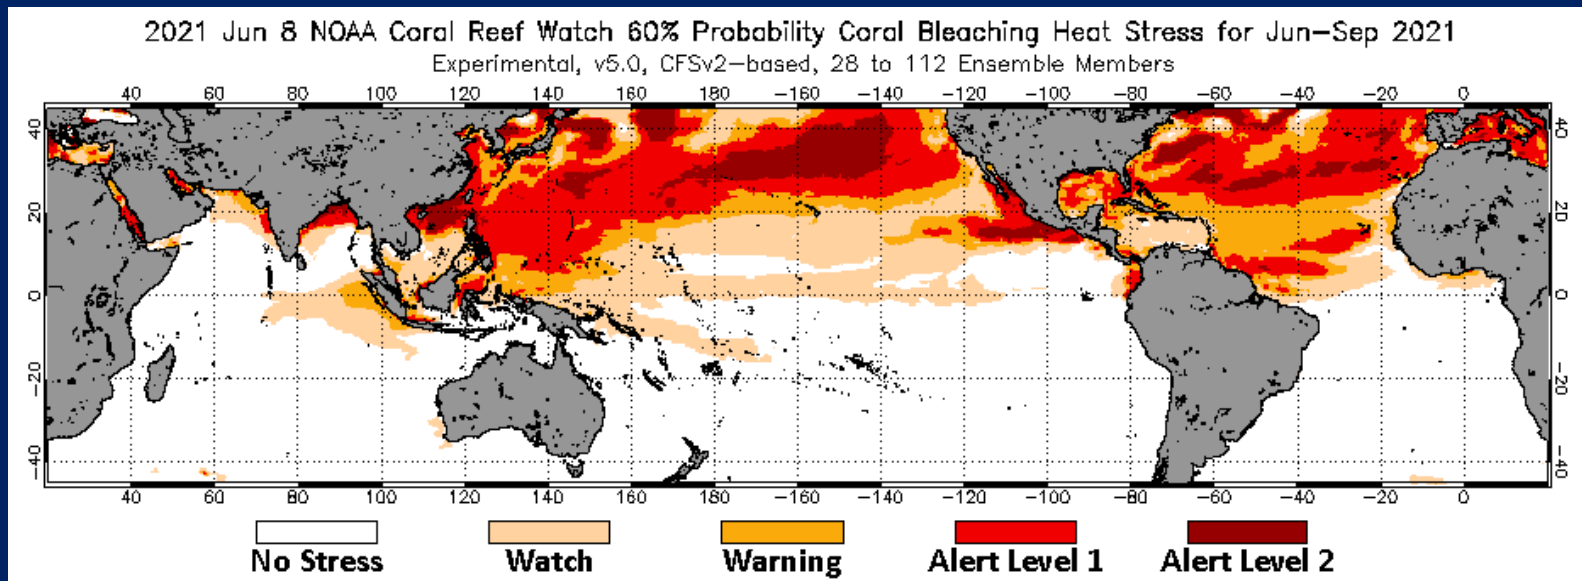 2021 Jun 8 NOAA Coral Reef Watch 60% Probability Coral Bleaching Heat Stress for Jun-Sep 2021
Experimental, v5.0, CFSv2-based, 28 to 112 Ensemble Members
40 60 80 100 120 140 160 180 -160 -140 -120 -100 -80 -60 -40 -20 0
40 40
20 20
0 0
-20 -20
-40 -40
40 60 80 100 120 140 160 180 -160 -140 -120 -100 -80 -60 -40 -20 0
No Stress Watch Warning Alert Level 1 Alert Level 2